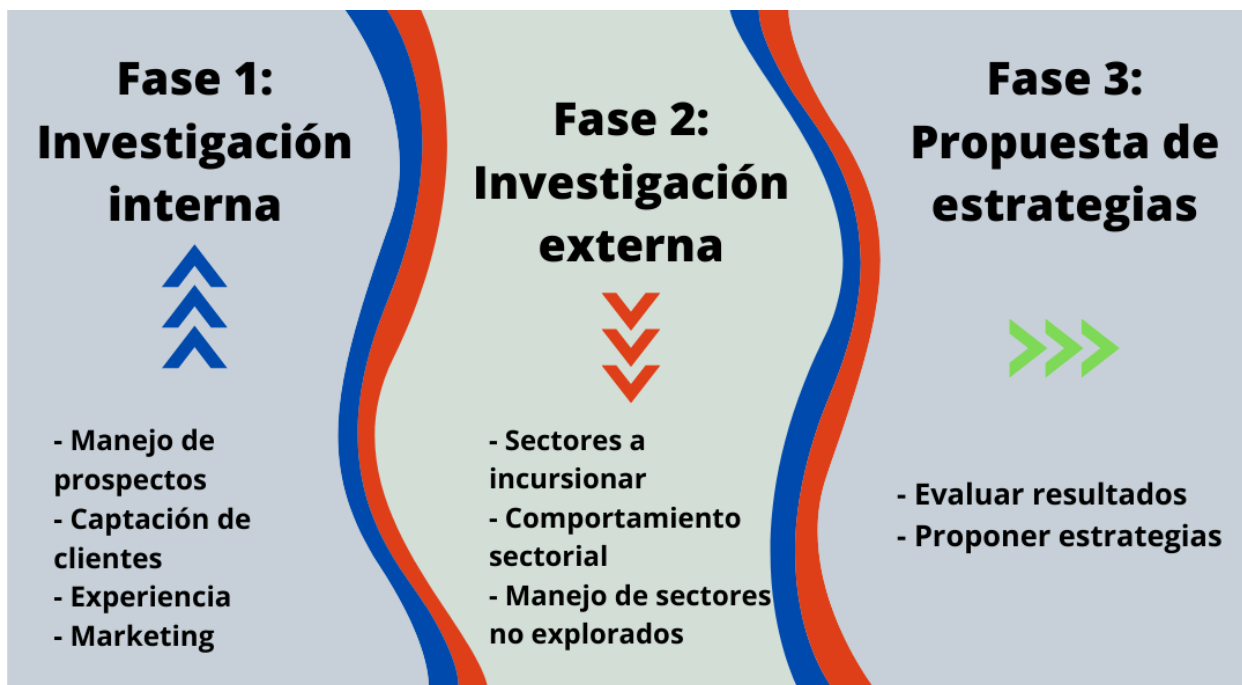 Fase 1:
Investigación
interna
- Manejo de
prospectos
- Captación de
clientes
- Experiencia
- Marketing
Fase 2:
Investigación
externa
- Sectores a
incursionar
- Comportamiento
sectorial
- Manejo de sectores
no explorados
Fase 3:
Propuesta de
estrategias
- Evaluar resultados
- Proponer estrategias